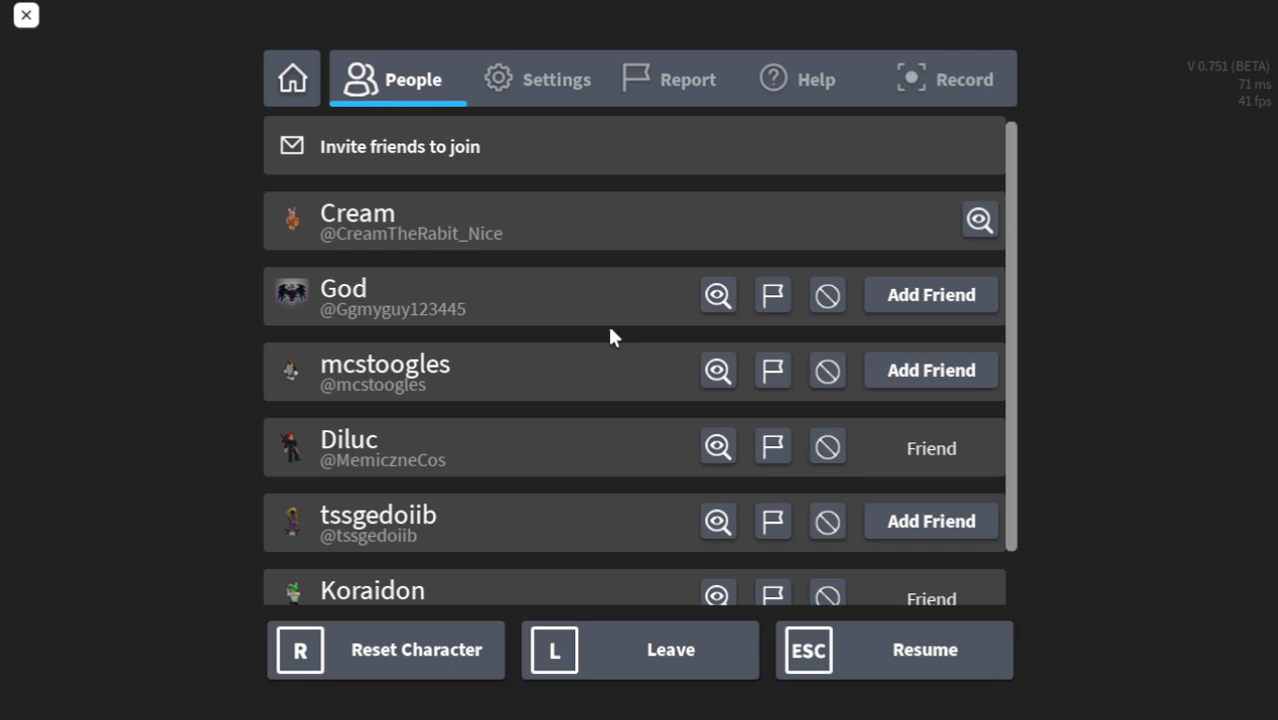 V 0.751 (BETA)
71 ms
41 fps
People
Settings
Report
Help
Record
Invite friends to join
Cream
@CreamTheRabit_Nice
God
@Ggmyguy123445
Add Friend
mcstoogles
@mcstoogles
Add Friend
Diluc
@MemiczneCos
Friend
tssgedoiib
@tssgedoiib
Add Friend
Koraidon
Friend
R Reset Character
L Leave
ESC Resume